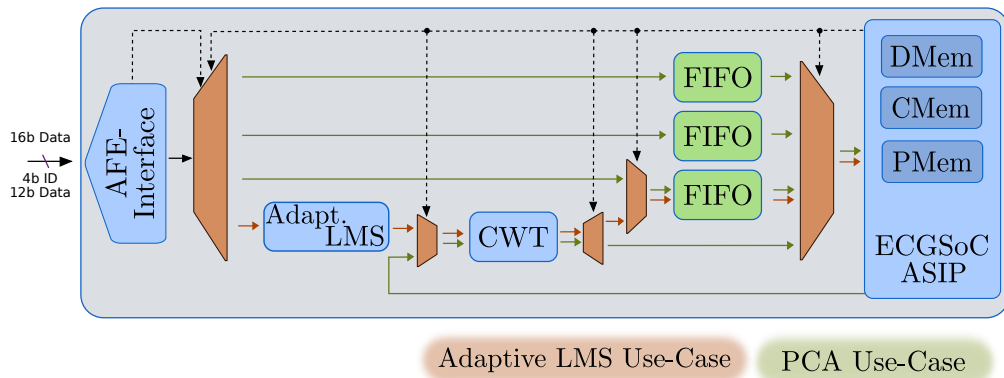 16b Data
4b ID
12b Data
AFE-
Interface
Adapt.
LMS
CWT
FIFO
FIFO
FIFO
DMem
CMem
PMem
ECGSoC
ASIP
Adaptive LMS Use-Case
PCA Use-Case